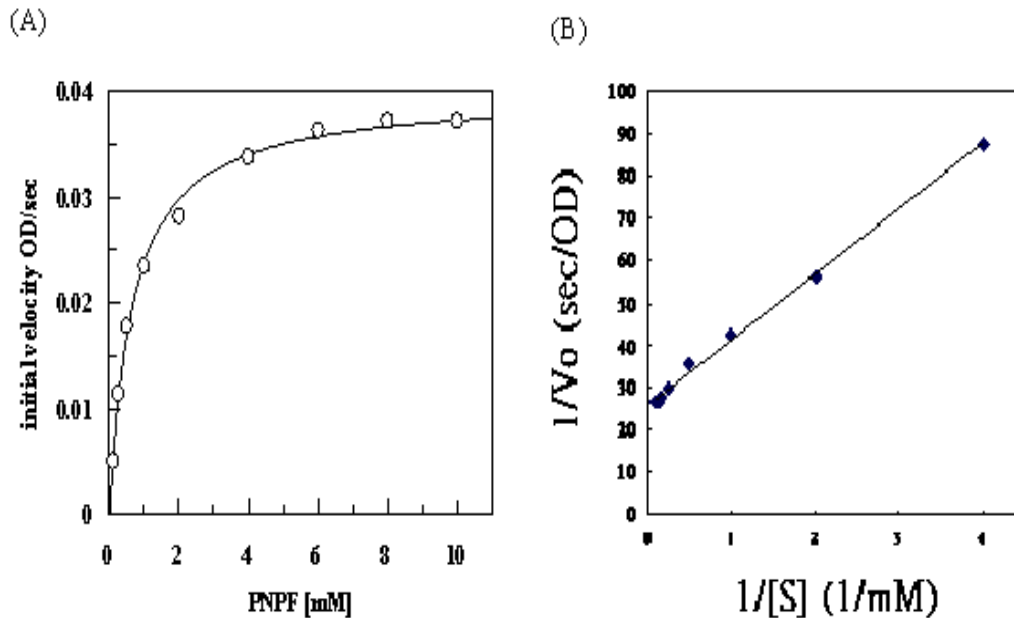 (A)
(B)
initial velocity OD/sec
0.04
0.03
0.02
0.01
0
0 2 4 6 8 10
PNPF [mM]
1/Vo (sec/OD)
100
90
80
70
60
50
40
30
20
10
0
0 1 2 3 4
1/[S] (1/mM)